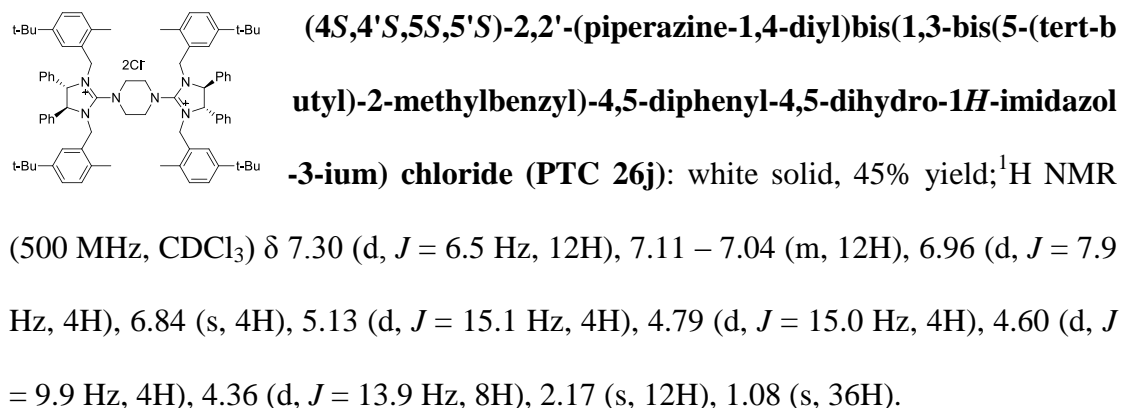 t-Bu
t-Bu
2Cl-
Ph
N
N
Ph
+
N
N
+
Ph
N
N
Ph
t-Bu
t-Bu
(4S,4'S,5S,5'S)-2,2'-(piperazine-1,4-diyl)bis(1,3-bis(5-(tert-b
utyl)-2-methylbenzyl)-4,5-diphenyl-4,5-dihydro-1H-imidazol
-3-ium) chloride (PTC 26j): white solid, 45% yield;¹H NMR
(500 MHz, CDCl₃) δ 7.30 (d, J = 6.5 Hz, 12H), 7.11 – 7.04 (m, 12H), 6.96 (d, J = 7.9
Hz, 4H), 6.84 (s, 4H), 5.13 (d, J = 15.1 Hz, 4H), 4.79 (d, J = 15.0 Hz, 4H), 4.60 (d, J
= 9.9 Hz, 4H), 4.36 (d, J = 13.9 Hz, 8H), 2.17 (s, 12H), 1.08 (s, 36H).